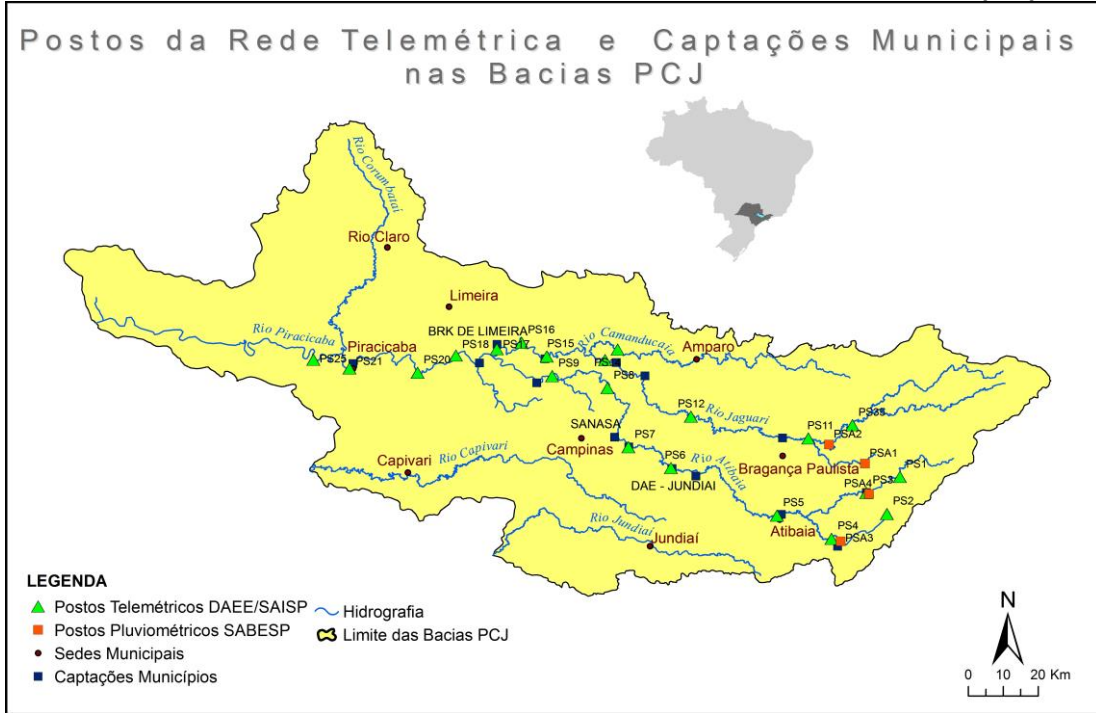 Postos da Rede Telemétrica e Captações Municipais
nas Bacias PCJ
Rio Corumbataí
Rio Claro
Limeira
BRK DE LIMEIRA
PS16
PS18
PS17
PS15
Rio Camanducaia
Rio Piracicaba
Piracicaba
PS20
Amparo
PS25
PS21
PS9
PS8
PS12
Rio Jaguari
PS38
SANASA
PS11
PSA2
PS7
Campinas
Rio Capivari
Capivari
PS6
Rio Atibaia
Bragança Paulista
PSA1
PS1
PSA4
PS3
DAE - JUNDIAI
PS5
PS2
Rio Jundiaí
Jundiaí
Atibaia
PS4
PSA3
LEGENDA
Postos Telemétricos DAEE/SAISP
Hidrografia
Postos Pluviométricos SABESP
Limite das Bacias PCJ
Sedes Municipais
Captações Municípios
N
0 10 20 Km